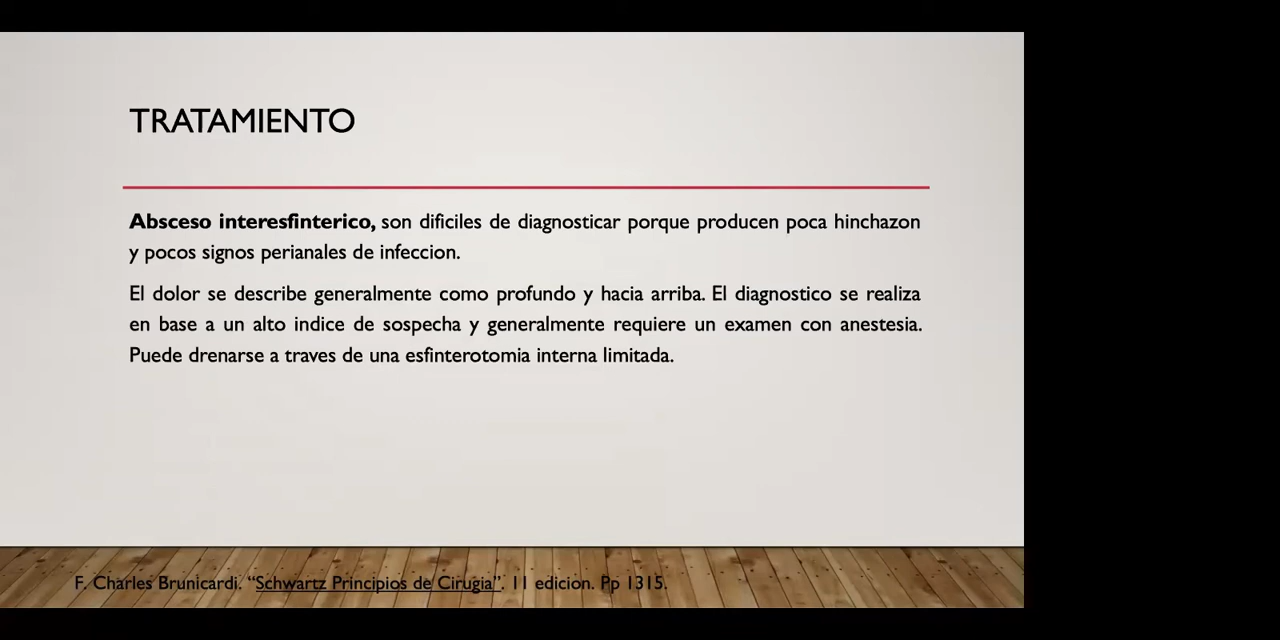 TRATAMIENTO
Absceso interesfinterico, son dificiles de diagnosticar porque producen poca hinchazon
y pocos signos perianales de infeccion.
El dolor se describe generalmente como profundo y hacia arriba. El diagnostico se realiza
en base a un alto indice de sospecha y generalmente requiere un examen con anestesia.
Puede drenarse a traves de una esfinterotomia interna limitada.
F. Charles Brunicardi. “Schwartz Principios de Cirugia”. 11 edicion. Pp 1315.